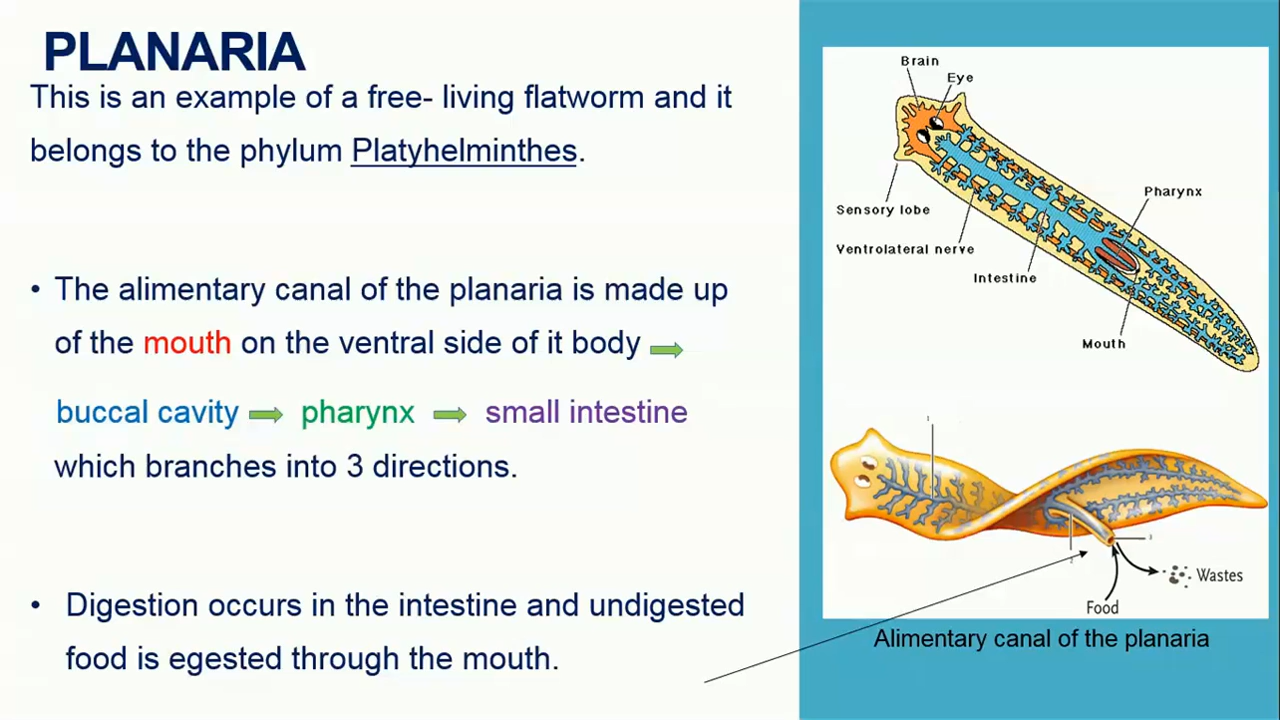 PLANARIA
This is an example of a free- living flatworm and it
belongs to the phylum Platyhelminthes.
• The alimentary canal of the planaria is made up
of the mouth on the ventral side of it body
buccal cavity pharynx small intestine
which branches into 3 directions.
• Digestion occurs in the intestine and undigested
food is egested through the mouth.
Brain
Eye
Pharynx
Sensory lobe
Ventrolateral nerve
Intestine
Mouth
1
3
2
Wastes
Food
Alimentary canal of the planaria